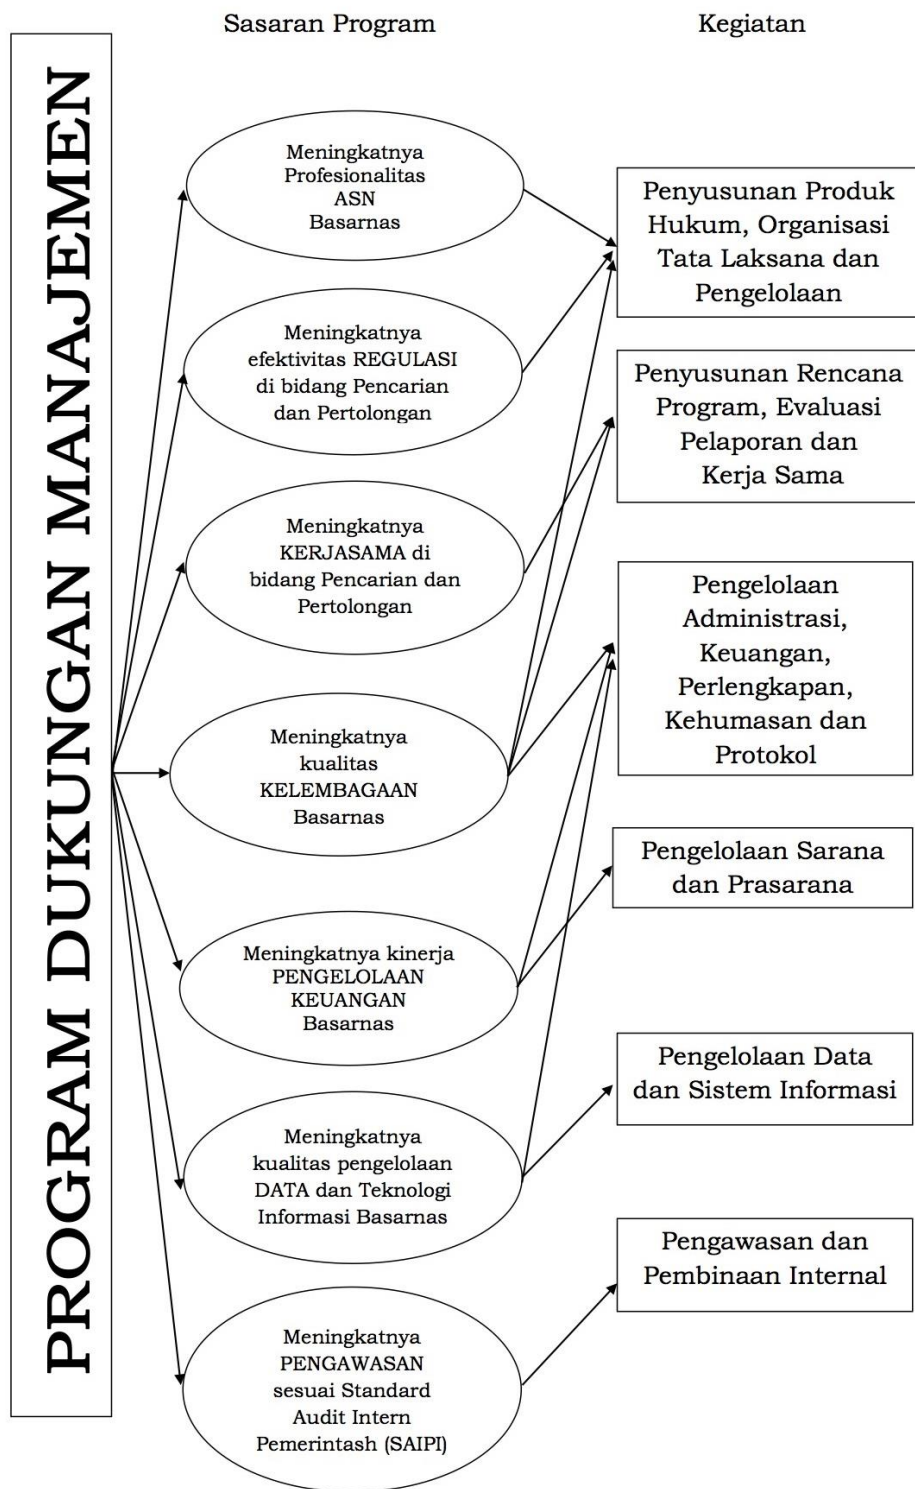 Sasaran Program
Kegiatan
PROGRAM DUKUNGAN MANAJEMEN
Meningkatnya
Profesionalitas
ASN
Basarnas
Meningkatnya
efektivitas REGULASI
di bidang Pencarian
dan Pertolongan
Meningkatnya
KERJASAMA di
bidang Pencarian dan
Pertolongan
Meningkatnya
kualitas
KELEMBAGAAN
Basarnas
Meningkatnya kinerja
PENGELOLAAN
KEUANGAN
Basarnas
Meningkatnya
kualitas pengelolaan
DATA dan Teknologi
Informasi Basarnas
Meningkatnya
PENGAWASAN
sesuai Standard
Audit Intern
Pemerintash (SAIPI)
Penyusunan Produk
Hukum, Organisasi
Tata Laksana dan
Pengelolaan
Penyusunan Rencana
Program, Evaluasi
Pelaporan dan
Kerja Sama
Pengelolaan
Administrasi,
Keuangan,
Perlengkapan,
Kehumasan dan
Protokol
Pengelolaan Sarana
dan Prasarana
Pengelolaan Data
dan Sistem Informasi
Pengawasan dan
Pembinaan Internal